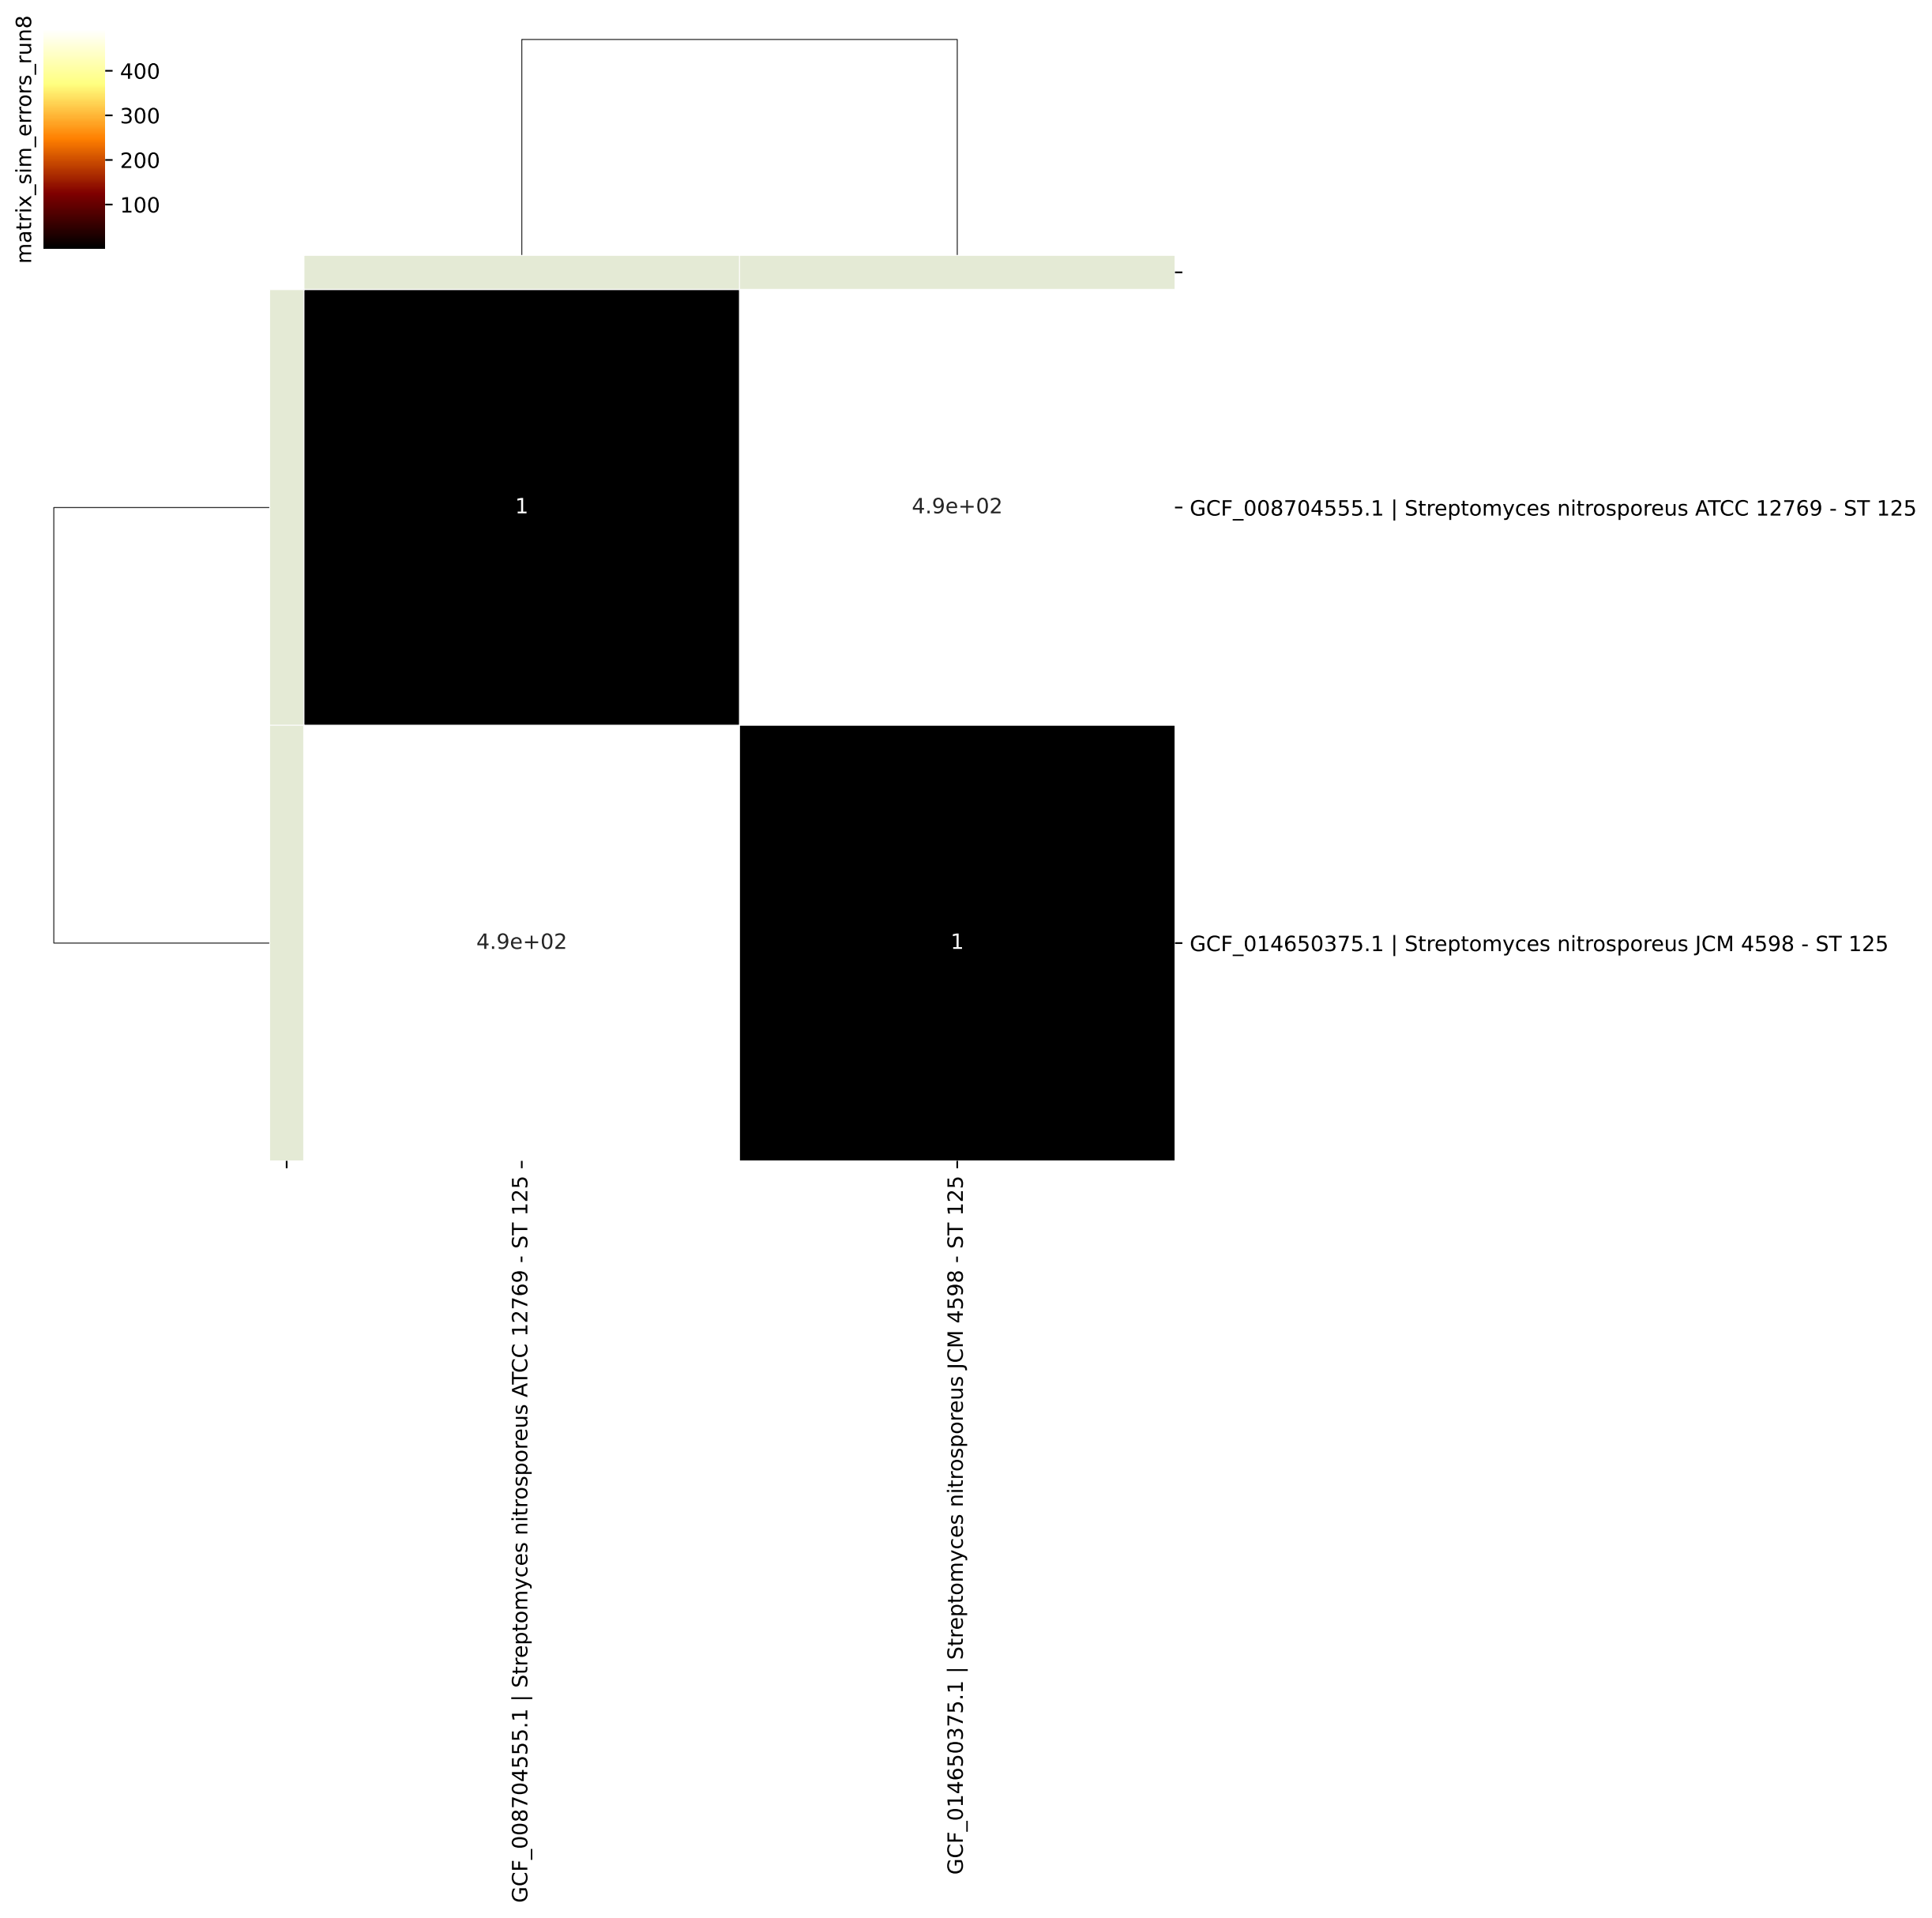 matrix_sim_errors_run8
400
300
200
100
1
4.9e+02
GCF_008704555.1 | Streptomyces nitrosporeus ATCC 12769 - ST 125
4.9e+02
1
GCF_014650375.1 | Streptomyces nitrosporeus JCM 4598 - ST 125
GCF_008704555.1 | Streptomyces nitrosporeus ATCC 12769 - ST 125
GCF_014650375.1 | Streptomyces nitrosporeus JCM 4598 - ST 125